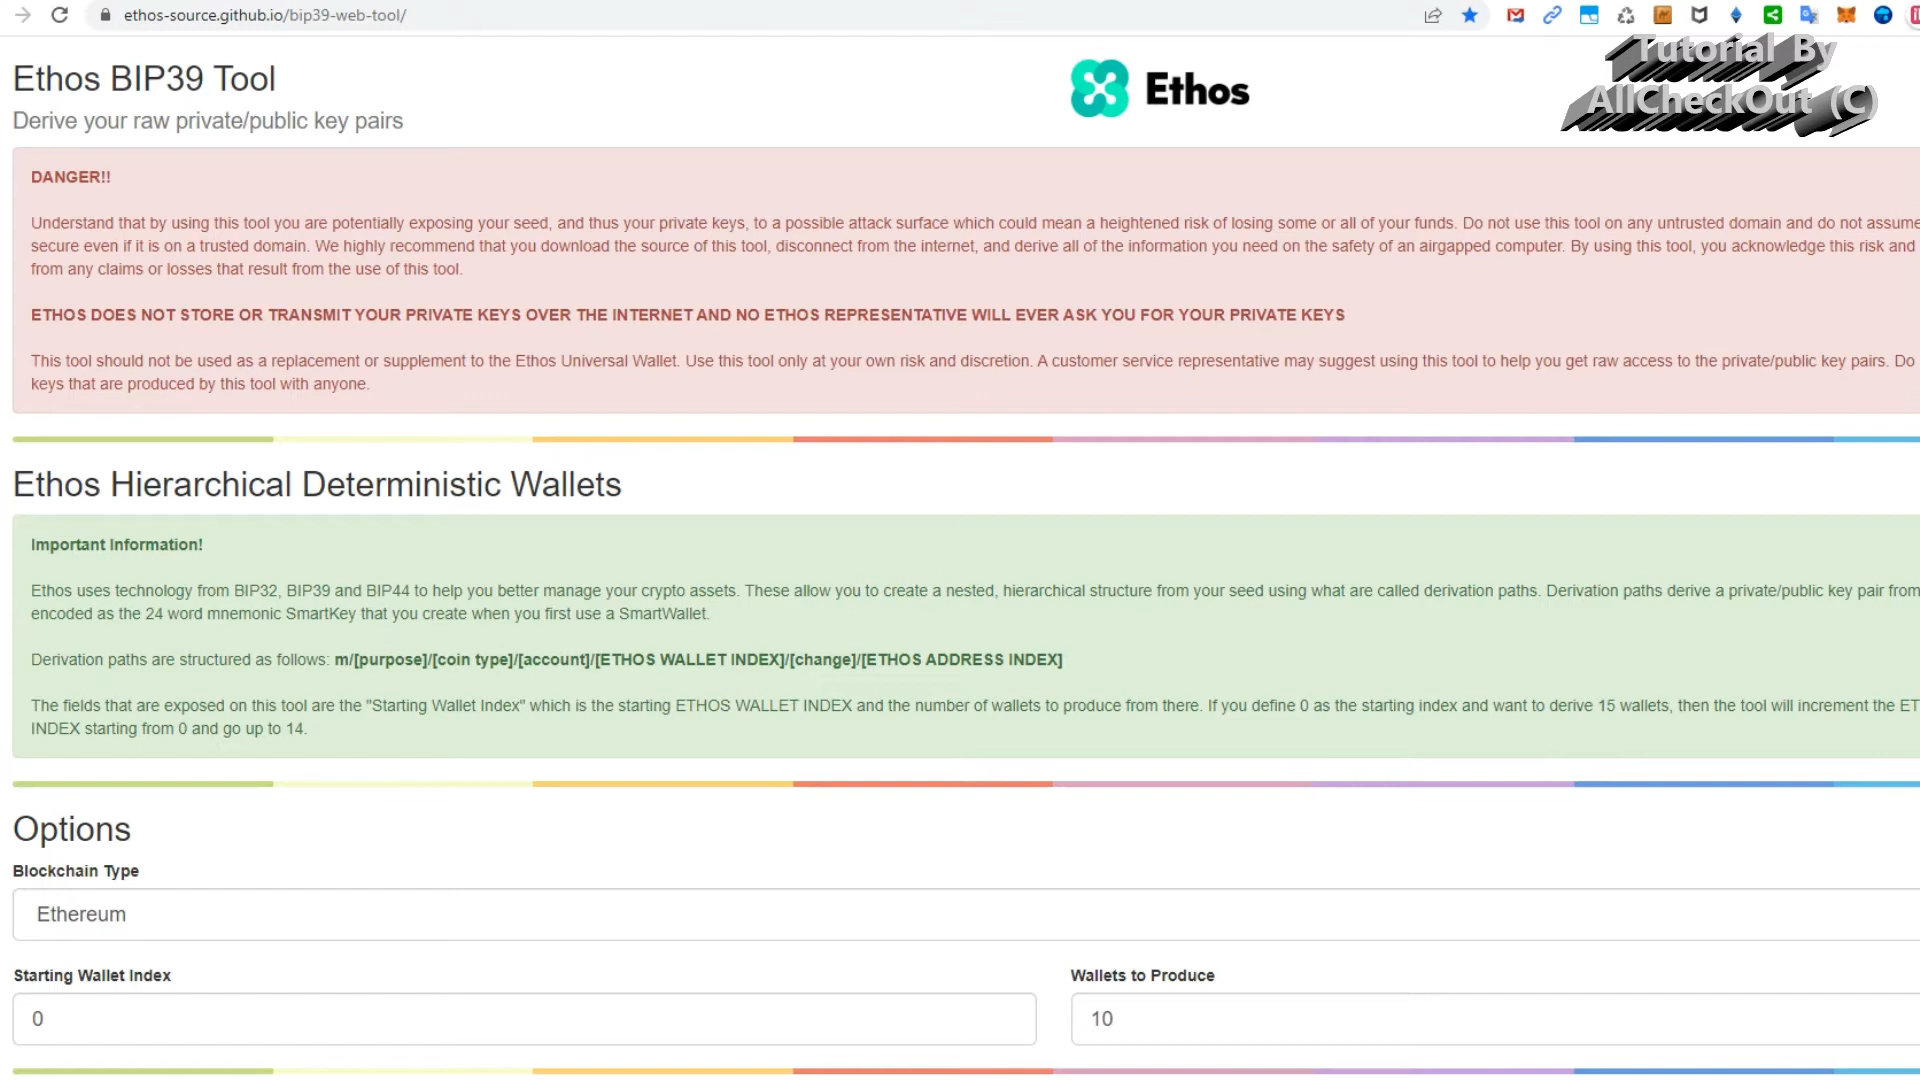 ethos-source.github.io/bip39-web-tool/
Tutorial By
AllCheckOut (C)
Ethos BIP39 Tool
Ethos
Derive your raw private/public key pairs
DANGER!!
Understand that by using this tool you are potentially exposing your seed, and thus your private keys, to a possible attack surface which could mean a heightened risk of losing some or all of your funds. Do not use this tool on any untrusted domain and do not assume
secure even if it is on a trusted domain. We highly recommend that you download the source of this tool, disconnect from the internet, and derive all of the information you need on the safety of an airgapped computer. By using this tool, you acknowledge this risk and
from any claims or losses that result from the use of this tool.
ETHOS DOES NOT STORE OR TRANSMIT YOUR PRIVATE KEYS OVER THE INTERNET AND NO ETHOS REPRESENTATIVE WILL EVER ASK YOU FOR YOUR PRIVATE KEYS
This tool should not be used as a replacement or supplement to the Ethos Universal Wallet. Use this tool only at your own risk and discretion. A customer service representative may suggest using this tool to help you get raw access to the private/public key pairs. Do
keys that are produced by this tool with anyone.
Ethos Hierarchical Deterministic Wallets
Important Information!
Ethos uses technology from BIP32, BIP39 and BIP44 to help you better manage your crypto assets. These allow you to create a nested, hierarchical structure from your seed using what are called derivation paths. Derivation paths derive a private/public key pair from
encoded as the 24 word mnemonic SmartKey that you create when you first use a SmartWallet.
Derivation paths are structured as follows: m/[purpose]/[coin type]/[account]/[ETHOS WALLET INDEX]/[change]/[ETHOS ADDRESS INDEX]
The fields that are exposed on this tool are the "Starting Wallet Index" which is the starting ETHOS WALLET INDEX and the number of wallets to produce from there. If you define 0 as the starting index and want to derive 15 wallets, then the tool will increment the ET
INDEX starting from 0 and go up to 14.
Options
Blockchain Type
Ethereum
Starting Wallet Index
Wallets to Produce
0
10